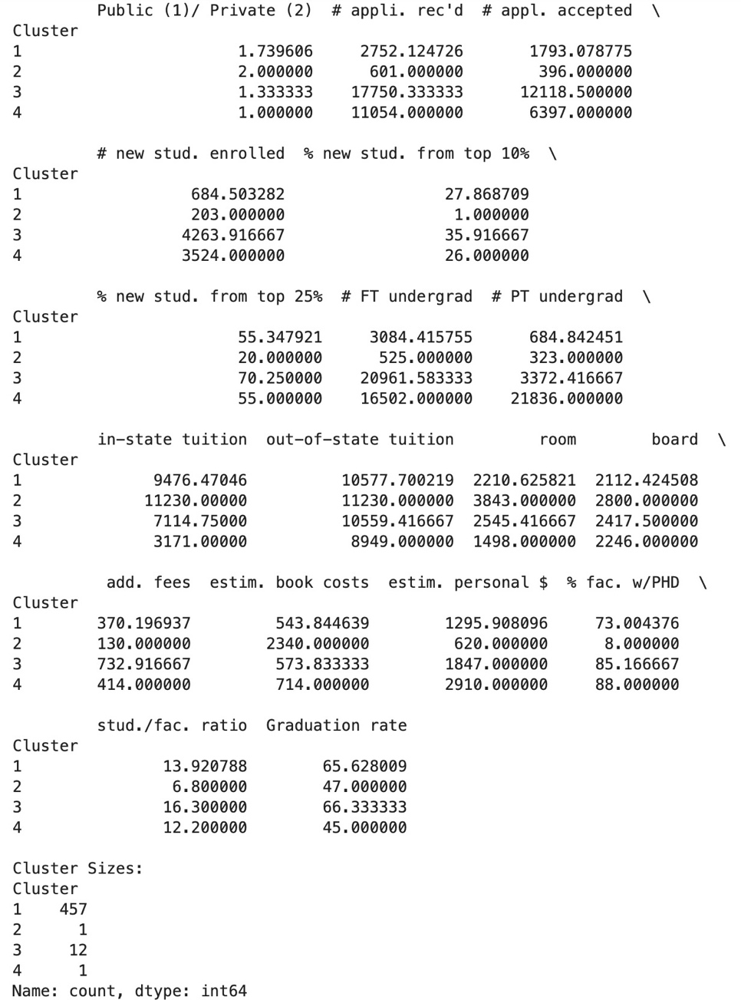 Public (1)/ Private (2)  # appli. rec'd  # appl. accepted  \
Cluster
1                        1.739606     2752.124726       1793.078775
2                        2.000000      601.000000        396.000000
3                        1.333333    17750.333333      12118.500000
4                        1.000000    11054.000000       6397.000000
# new stud. enrolled  % new stud. from top 10%  \
Cluster
1                  684.503282                 27.868709
2                  203.000000                  1.000000
3                 4263.916667                 35.916667
4                 3524.000000                 26.000000
% new stud. from top 25%  # FT undergrad  # PT undergrad  \
Cluster
1                        55.347921     3084.415755      684.842451
2                        20.000000      525.000000      323.000000
3                        70.250000    20961.583333     3372.416667
4                        55.000000    16502.000000    21836.000000
in-state tuition  out-of-state tuition         room        board  \
Cluster
1               9476.47046          10577.700219  2210.625821  2112.424508
2              11230.00000          11230.000000  3843.000000  2800.000000
3               7114.75000          10559.416667  2545.416667  2417.500000
4               3171.00000           8949.000000  1498.000000  2246.000000
add. fees  estim. book costs  estim. personal $  % fac. w/PHD  \
Cluster
1         370.196937         543.844639        1295.908096     73.004376
2         130.000000        2340.000000         620.000000      8.000000
3         732.916667         573.833333        1847.000000     85.166667
4         414.000000         714.000000        2910.000000     88.000000
stud./fac. ratio  Graduation rate
Cluster
1                13.920788        65.628009
2                 6.800000        47.000000
3                16.300000        66.333333
4                12.200000        45.000000
Cluster Sizes:
Cluster
1    457
2      1
3     12
4      1
Name: count, dtype: int64